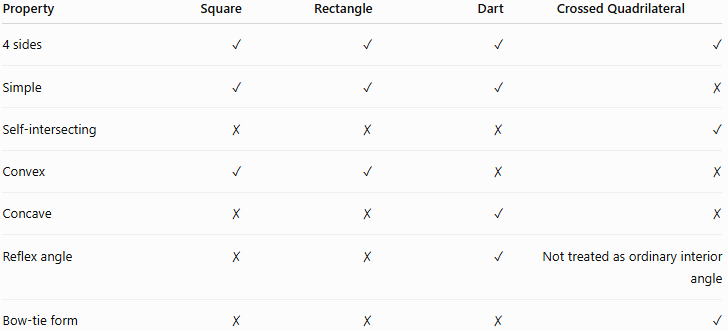 Property Square Rectangle Dart Crossed Quadrilateral
4 sides ✓ ✓ ✓ ✓
Simple ✓ ✓ ✓ ✗
Self-intersecting ✗ ✗ ✗ ✓
Convex ✓ ✓ ✗ ✗
Concave ✗ ✗ ✓ ✗
Reflex angle ✗ ✗ ✓ Not treated as ordinary interior
angle
Bow-tie form ✗ ✗ ✗ ✓